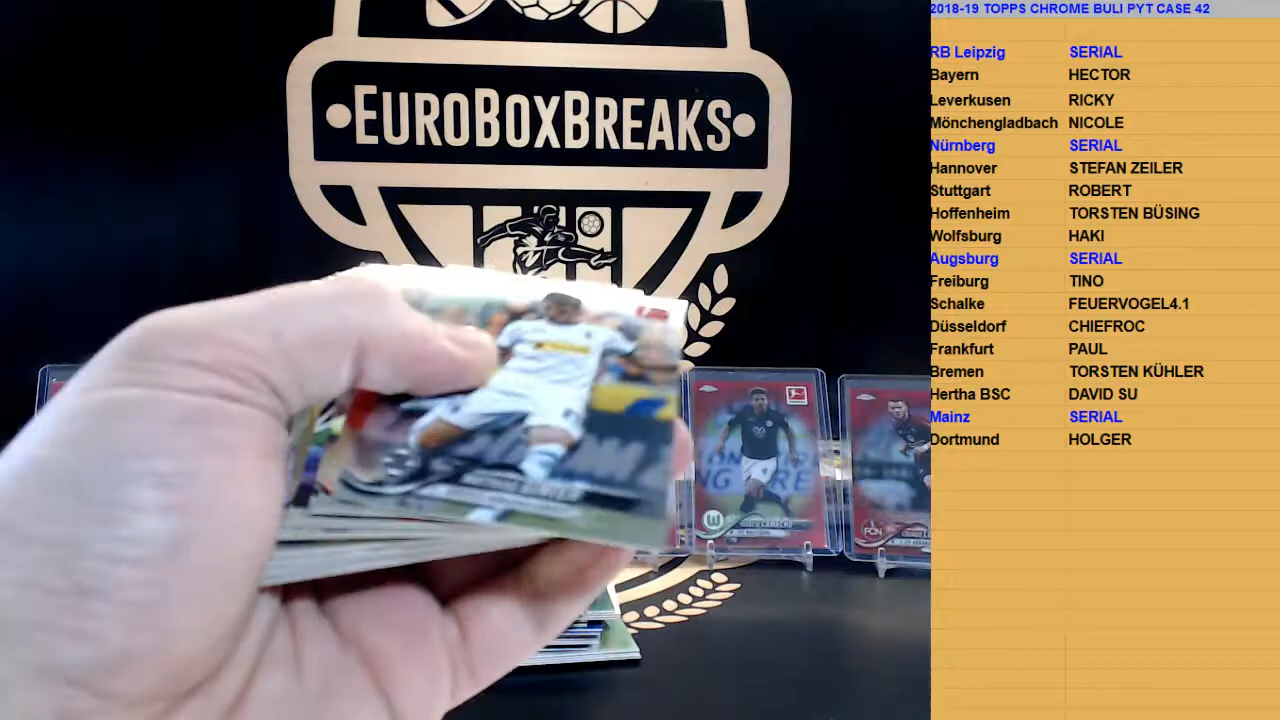 EUROBOXBREAKS
2018-19 TOPPS CHROME BULI PYT CASE 42
RB Leipzig SERIAL
Bayern HECTOR
Leverkusen RICKY
Mönchengladbach NICOLE
Nürnberg SERIAL
Hannover STEFAN ZEILER
Stuttgart ROBERT
Hoffenheim TORSTEN BÜSING
Wolfsburg HAKI
Augsburg SERIAL
Freiburg TINO
Schalke FEUERVOGEL4.1
Düsseldorf CHIEFROC
Frankfurt PAUL
Bremen TORSTEN KÜHLER
Hertha BSC DAVID SU
Mainz SERIAL
Dortmund HOLGER
CAMACHO
FCN